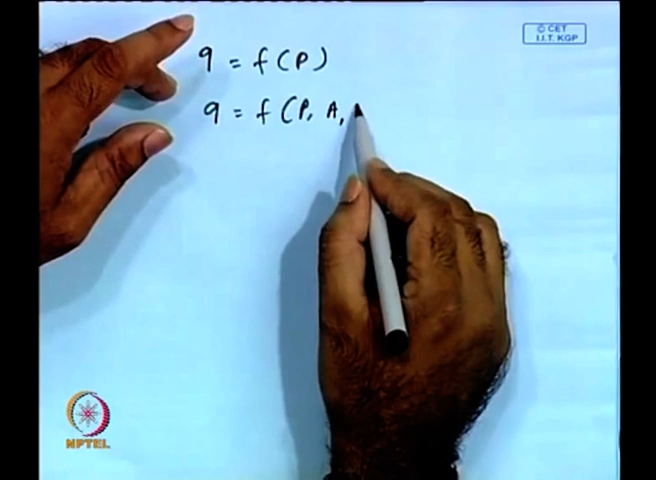 © CET
I.I.T. KGP
q = f (P)
q = f (P, A,
NPTEL